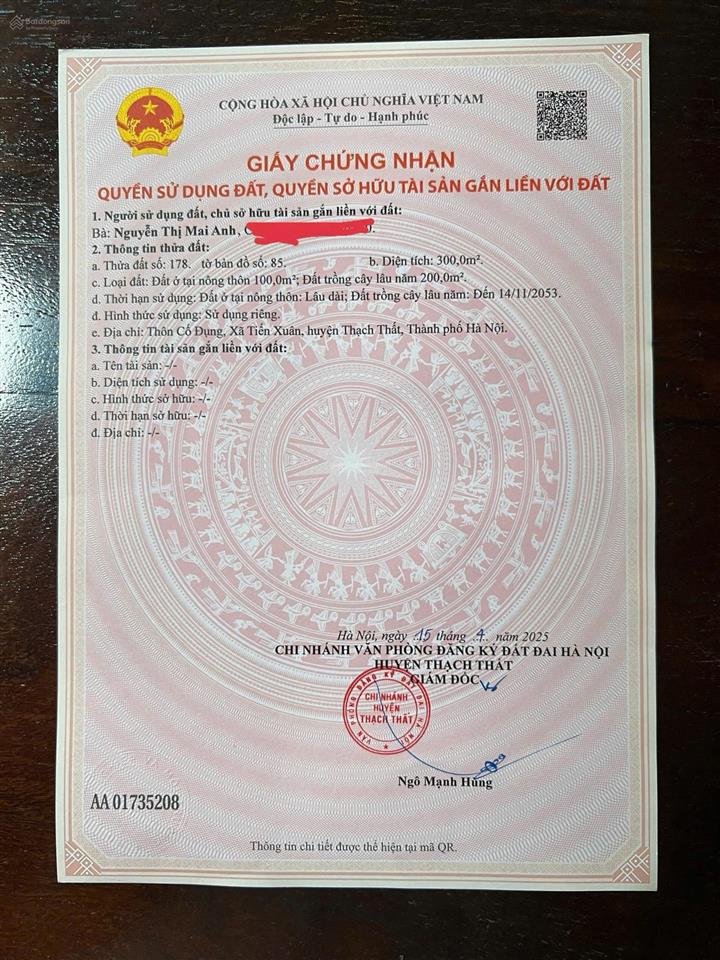 Batdongsan
CỘNG HÒA XÃ HỘI CHỦ NGHĨA VIỆT NAM
Độc lập - Tự do - Hạnh phúc
GIẤY CHỨNG NHẬN
QUYỀN SỬ DỤNG ĐẤT, QUYỀN SỞ HỮU TÀI SẢN GẮN LIỀN VỚI ĐẤT
1. Người sử dụng đất, chủ sở hữu tài sản gắn liền với đất:
Bà: Nguyễn Thị Mai Anh,
2. Thông tin thửa đất:
a. Thửa đất số: 178. tờ bản đồ số: 85. b. Diện tích: 300,0m².
c. Loại đất: Đất ở tại nông thôn 100,0m²; Đất trồng cây lâu năm 200,0m².
d. Thời hạn sử dụng: Đất ở tại nông thôn: Lâu dài; Đất trồng cây lâu năm: Đến 14/11/2053.
đ. Hình thức sử dụng: Sử dụng riêng.
e. Địa chỉ: Thôn Cố Đụng, Xã Tiến Xuân, huyện Thạch Thất, Thành phố Hà Nội.
3. Thông tin tài sản gắn liền với đất:
a. Tên tài sản: -/-
b. Diện tích sử dụng: -/-
c. Hình thức sở hữu: -/-
d. Thời hạn sở hữu: -/-
đ. Địa chỉ: -/-
Hà Nội, ngày 15 tháng 4 năm 2025
CHI NHÁNH VĂN PHÒNG ĐĂNG KÝ ĐẤT ĐAI HÀ NỘI
HUYỆN THẠCH THẤT
GIÁM ĐỐC
VĂN PHÒNG ĐĂNG KÝ ĐẤT ĐAI HÀ NỘI
CHI NHÁNH
HUYỆN
THẠCH THẤT
Ngô Mạnh Hùng
AA 01735208
Thông tin chi tiết được thể hiện tại mã QR.